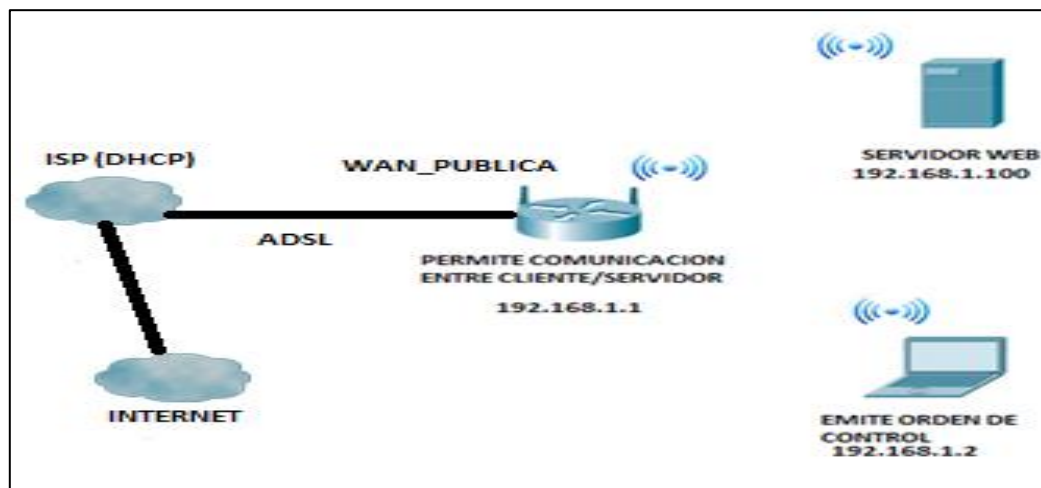 ISP (DHCP)
WAN_PUBLICA
ADSL
INTERNET
PERMITE COMUNICACION
ENTRE CLIENTE/SERVIDOR
192.168.1.1
SERVIDOR WEB
192.168.1.100
EMITE ORDEN DE
CONTROL
192.168.1.2